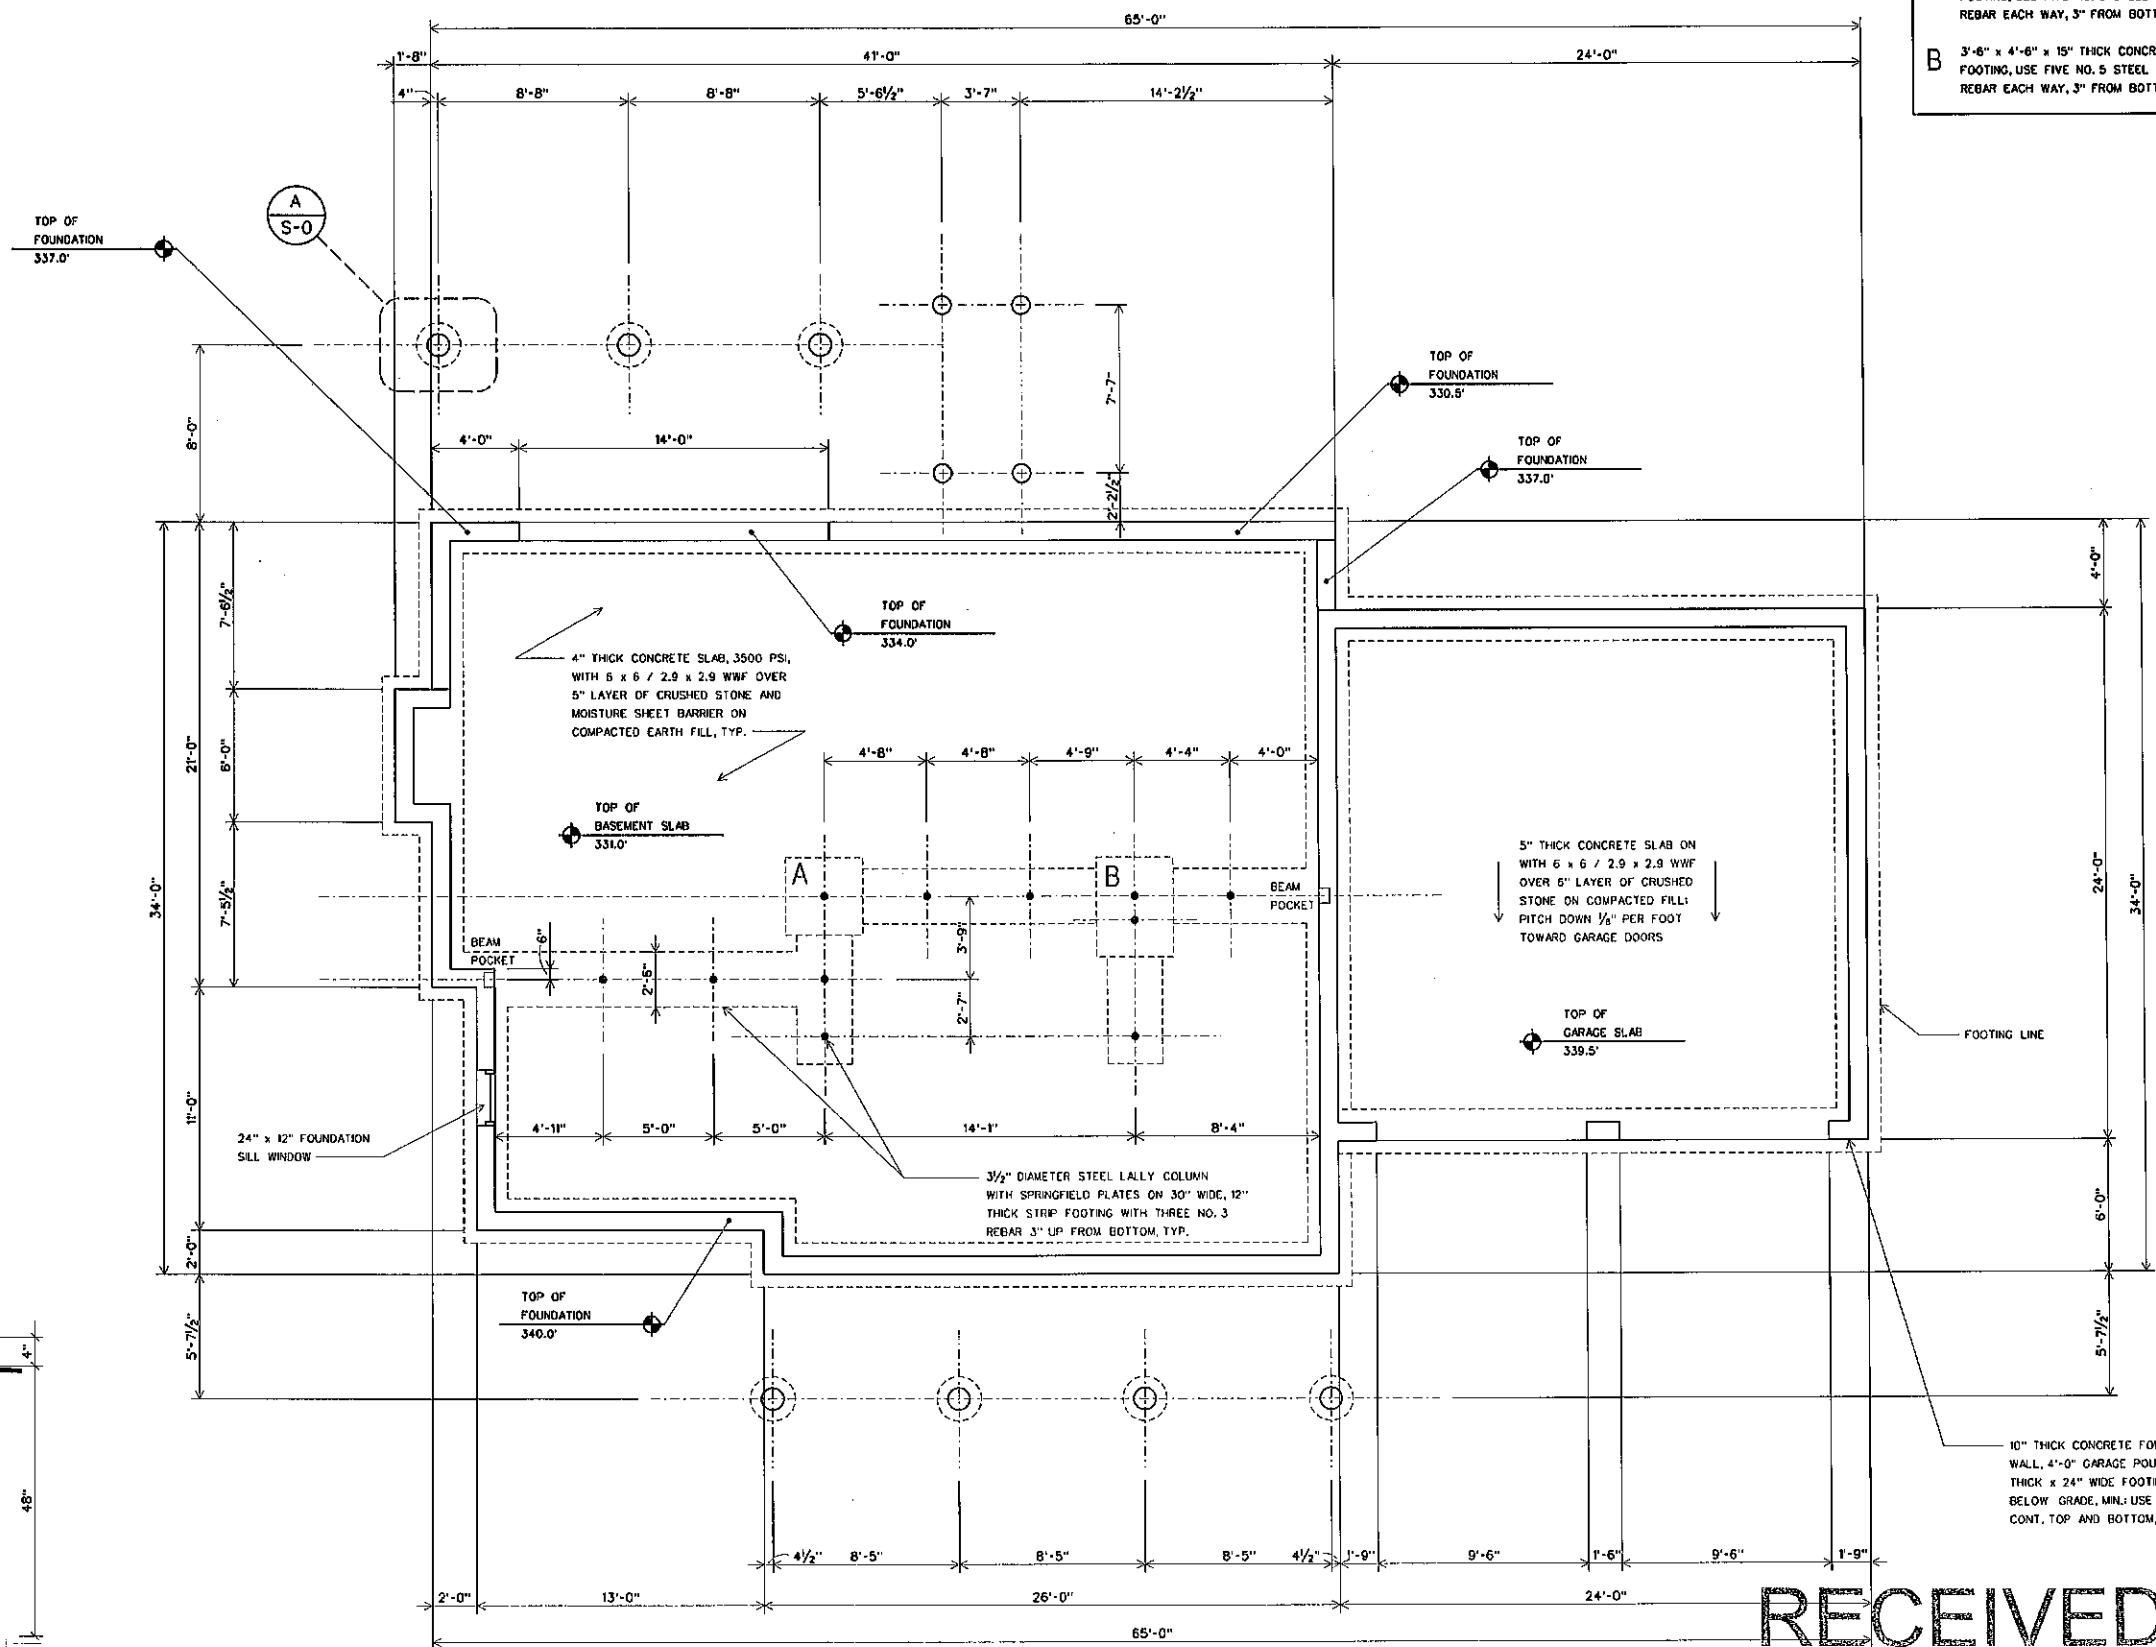 REBAR EACH WAY, 3" FROM
B
3'-6" x 4'-6" x 15" THICK
FOOTING, USE FIVE NO. 5 STEEL
REBAR EACH WAY, 3" FROM
65'-0"
1'-8"
41'-0"
24'-0"
4"
8'-8"
8'-8"
5'-6½"
3'-7"
14'-2½"
A
S-0
TOP OF
FOUNDATION
337.0'
TOP OF
FOUNDATION
330.5'
TOP OF
FOUNDATION
337.0'
8'-0"
4'-0"
14'-0"
7'-7"
2'-2½"
TOP OF
FOUNDATION
334.0'
4" THICK CONCRETE SLAB, 3500 PSI,
WITH 6 x 6 / 2.9 x 2.9 WWF OVER
5" LAYER OF CRUSHED STONE AND
MOISTURE SHEET BARRIER ON
COMPACTED EARTH FILL, TYP.
34'-0"
21'-0"
7'-6½"
6'-0"
7'-5½"
4'-0"
24'-0"
34'-0"
4'-8"
4'-8"
4'-9"
4'-4"
4'-0"
TOP OF
BASEMENT SLAB
331.0'
A
B
BEAM
POCKET
BEAM
POCKET
6"
2'-6"
3'-9"
2'-7"
5" THICK CONCRETE SLAB ON
WITH 6 x 6 / 2.9 x 2.9 WWF
OVER 6" LAYER OF CRUSHED
STONE ON COMPACTED FILL;
PITCH DOWN ⅛" PER FOOT
TOWARD GARAGE DOORS
TOP OF
GARAGE SLAB
339.5'
FOOTING LINE
11'-0"
24" x 12" FOUNDATION
SILL WINDOW
4'-11"
5'-0"
5'-0"
14'-1"
8'-4"
3½" DIAMETER STEEL LALLY COLUMN
WITH SPRINGFIELD PLATES ON 30" WIDE, 12"
THICK STRIP FOOTING WITH THREE NO. 3
REBAR 3" UP FROM BOTTOM, TYP.
2'-0"
6'-0"
TOP OF
FOUNDATION
340.0'
5'-7½"
5'-7½"
4"
48"
10" THICK CONCRETE
WALL, 4'-0" GARAGE
THICK x 24" WIDE
BELOW GRADE, MIN.; USE
CONT. TOP AND BOTTOM,
4½"
8'-5"
8'-5"
8'-5"
4½"
1'-9"
9'-6"
1'-6"
9'-6"
1'-9"
2'-0"
13'-0"
26'-0"
24'-0"
65'-0"
RECEIVED